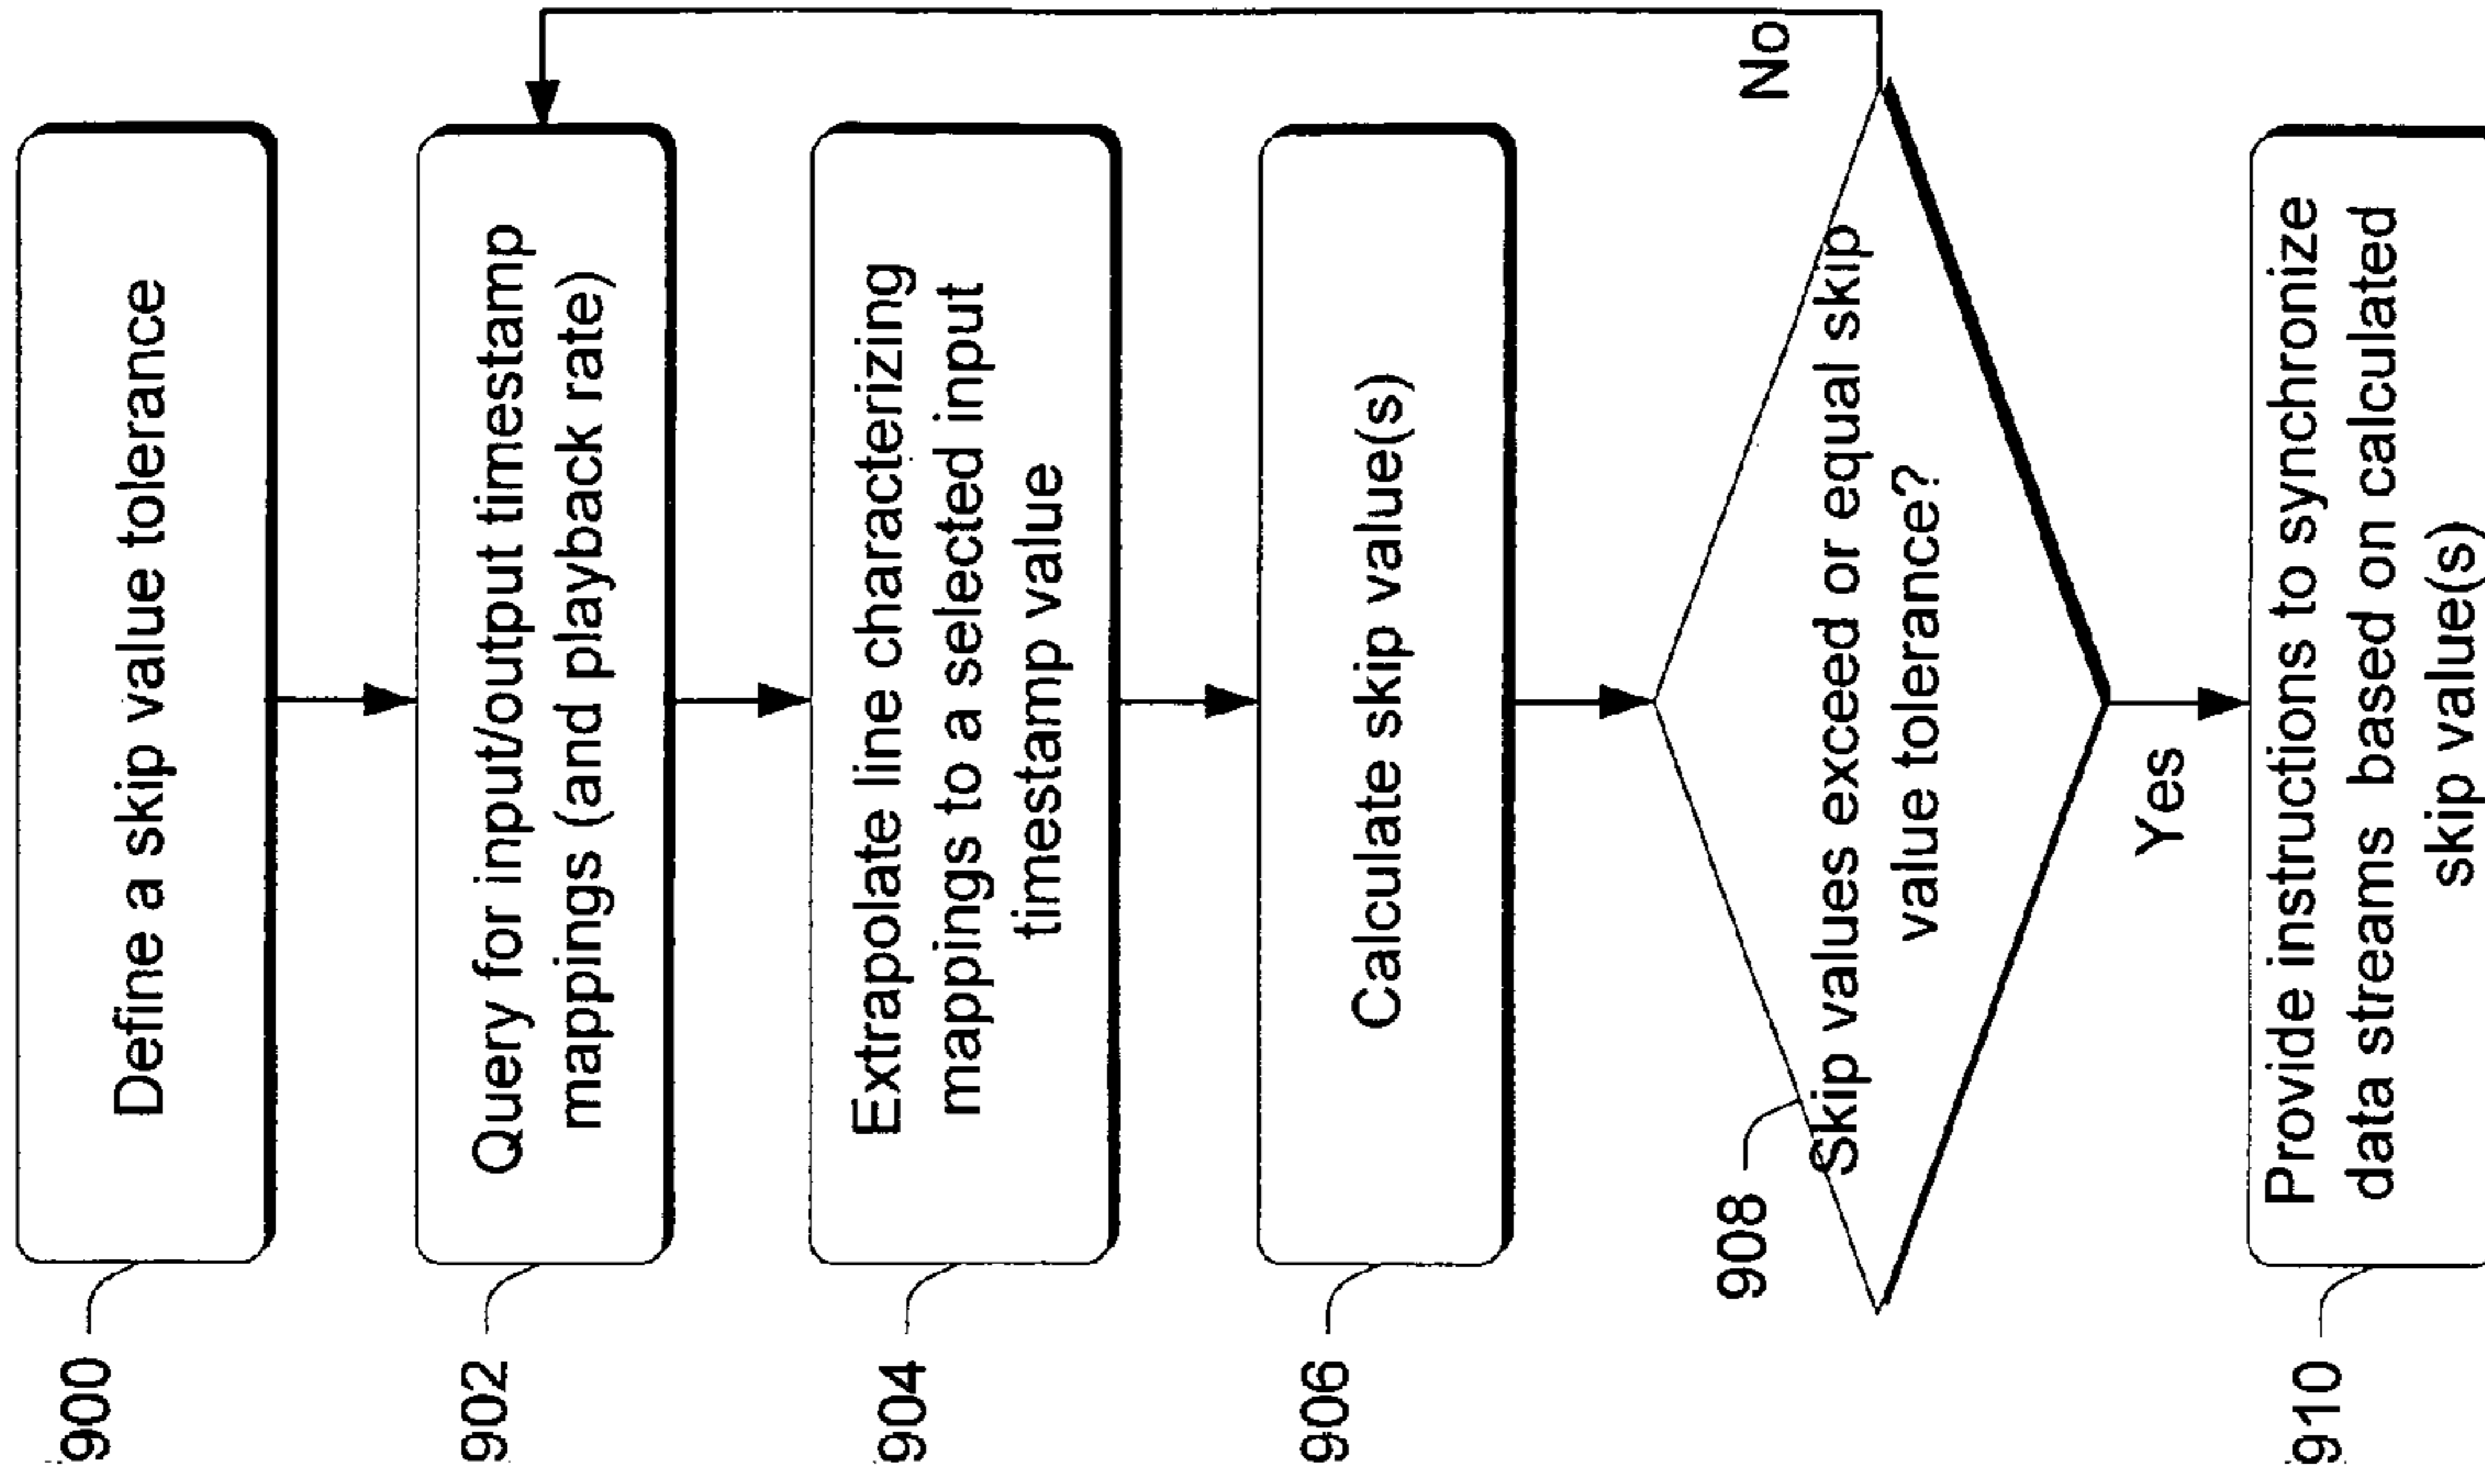 900
Define a skip value tolerance
902
Query for input/output timestamp
mappings (and playback rate)
904
Extrapolate line characterizing
mappings to a selected input
timestamp value
906
Calculate skip value(s)
908
Skip values exceed or equal skip
value tolerance?
No
Yes
910
Provide instructions to synchronize
data streams based on calculated
skip value(s)